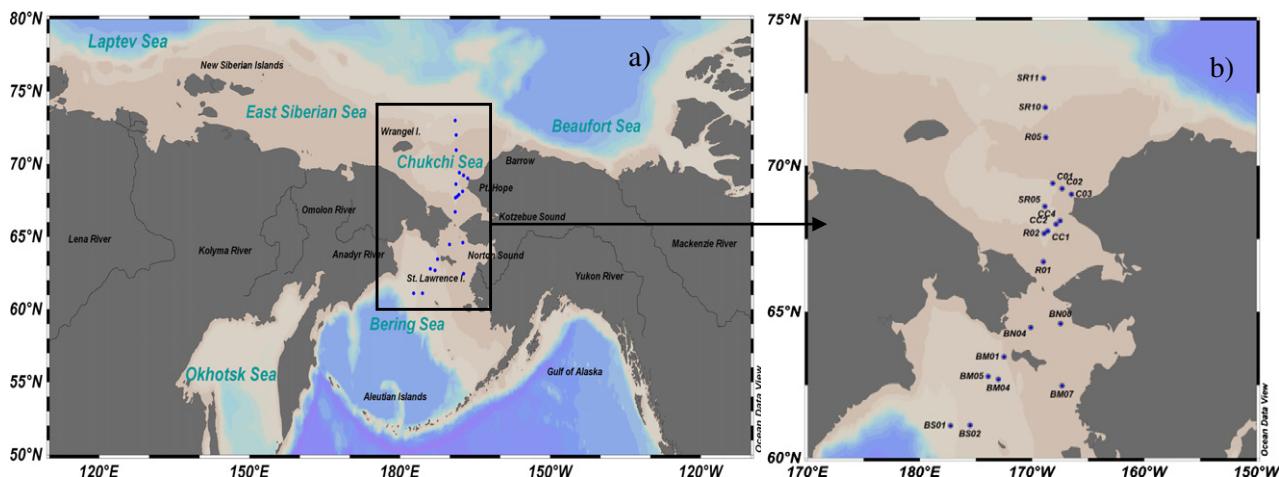 80°N
75°N
70°N
65°N
60°N
55°N
50°N
120°E
150°E
180°W
150°W
120°W
a)
Laptev Sea
New Siberian Islands
East Siberian Sea
Beaufort Sea
Wrangel I.
Chukchi Sea
Barrow
Pt. Hope
Omolon River
Kotzebue Sound
Lena River
Kolyma River
Anadyr River
Norton Sound
Mackenzie River
St. Lawrence I.
Yukon River
Bering Sea
Okhotsk Sea
Gulf of Alaska
Aleutian Islands
Ocean Data View
b)
75°N
70°N
65°N
60°N
170°E
180°W
170°W
160°W
150°W
SR11
SR10
R05
C01
C02
C03
SR05
CC4
CC2
R02
CC1
R01
BN08
BN04
BM01
BM05
BM04
BM07
BS01
BS02
Ocean Data View